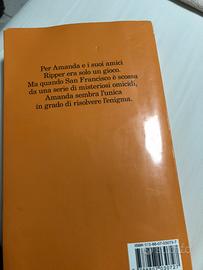 Per Amanda e i suoi amici
Ripper era solo un gioco.
Ma quando San Francisco è scossa
da una serie di misteriosi omicidi,
Amanda sembra l'unica
in grado di risolvere l'enigma.